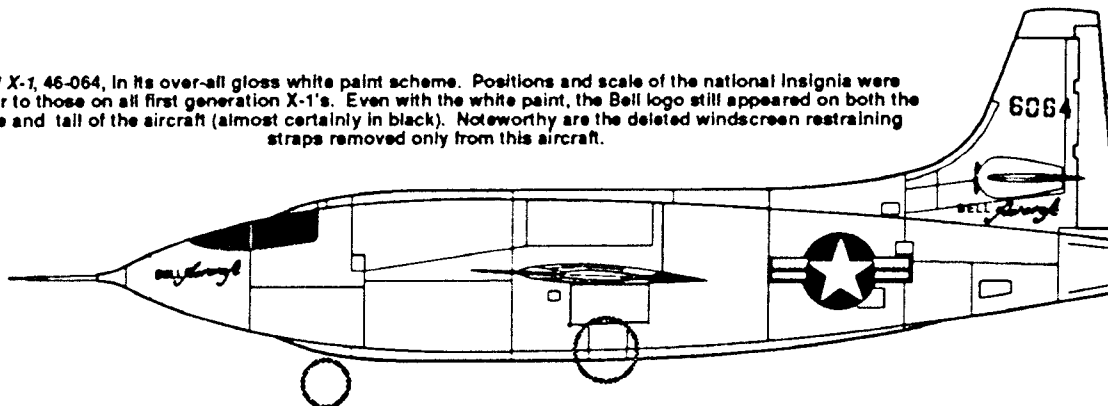 X-1, 46-064, in its over-all gloss white paint scheme. Positions and scale of the national insignia were
r to those on all first generation X-1's. Even with the white paint, the Bell logo still appeared on both the
e and tail of the aircraft (almost certainly in black). Noteworthy are the deleted windscreen restraining
straps removed only from this aircraft.
6064
BELL Aircraft
BELL Aircraft